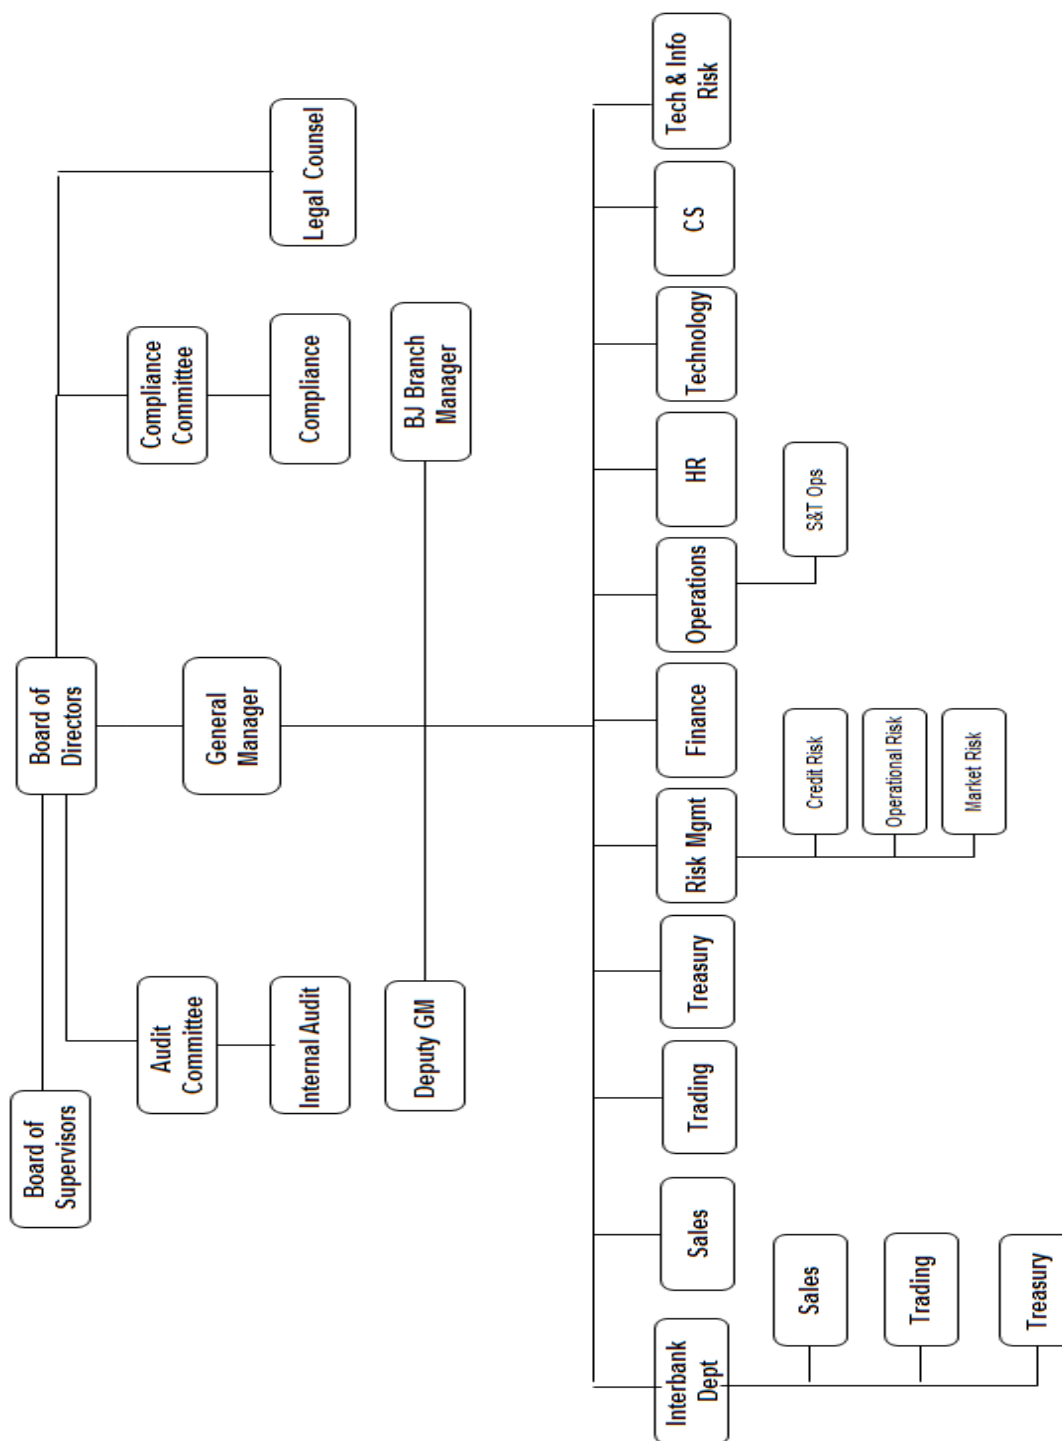 Board of
Supervisors
Board of
Directors
Audit
Committee
General
Manager
Compliance
Committee
Internal Audit
Compliance
Legal Counsel
Deputy GM
BJ Branch
Manager
Interbank
Dept
Sales
Trading
Treasury
Risk Mgmt
Finance
Operations
HR
Technology
CS
Tech & Info
Risk
Sales
Trading
Treasury
Credit Risk
Operational Risk
Market Risk
S&T Ops